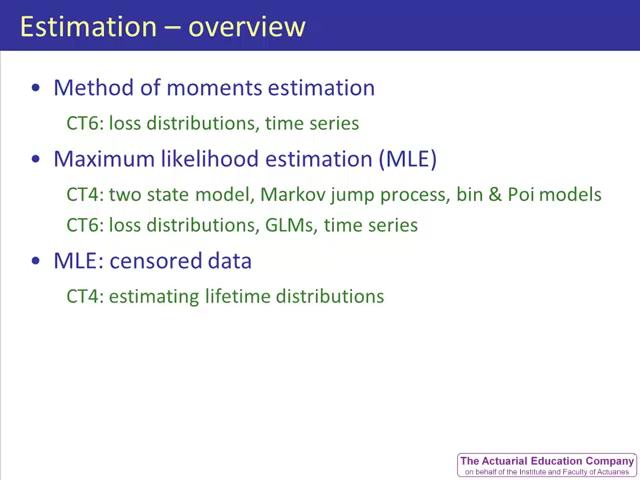 Estimation – overview
• Method of moments estimation
CT6: loss distributions, time series
• Maximum likelihood estimation (MLE)
CT4: two state model, Markov jump process, bin & Poi models
CT6: loss distributions, GLMs, time series
• MLE: censored data
CT4: estimating lifetime distributions
The Actuarial Education Company
on behalf of the Institute and Faculty of Actuaries